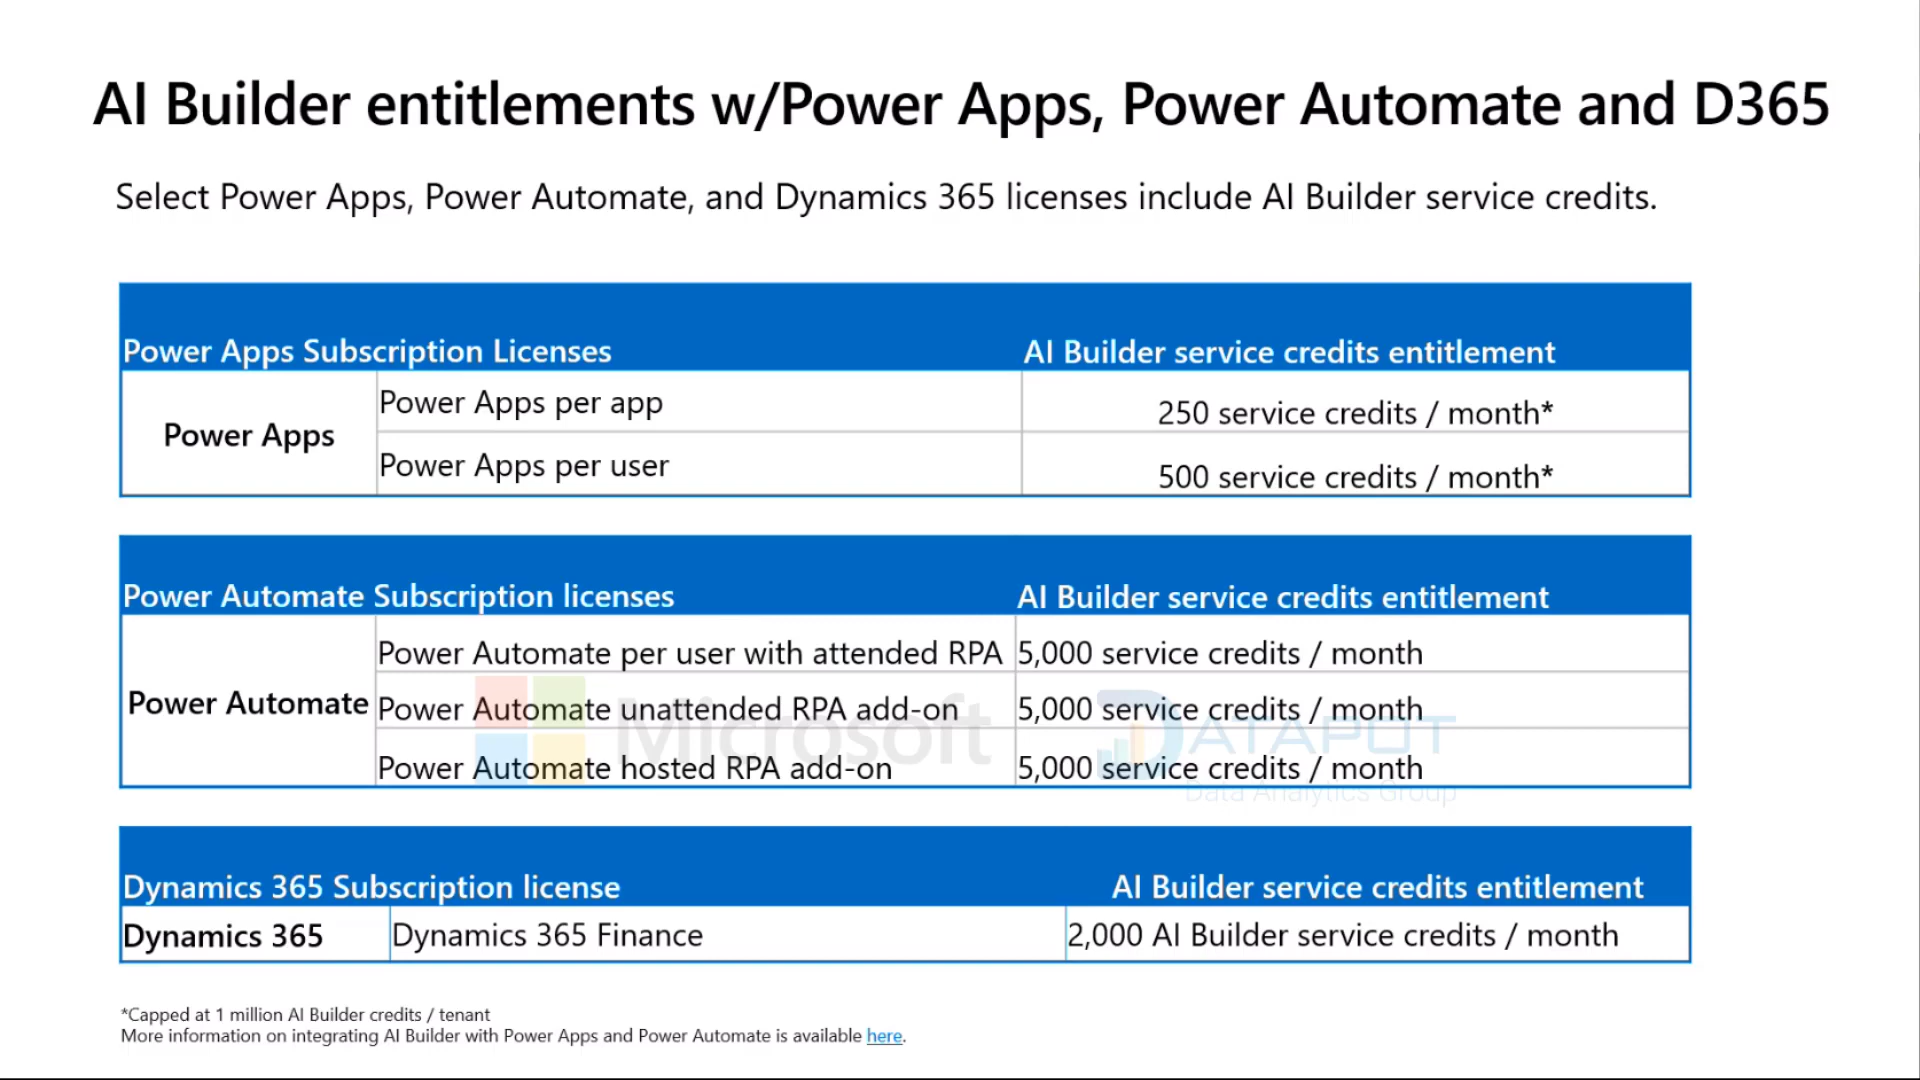 AI Builder entitlements w/Power Apps, Power Automate and D365
Select Power Apps, Power Automate, and Dynamics 365 licenses include AI Builder service credits.
Power Apps Subscription Licenses AI Builder service credits entitlement
Power Apps
Power Apps per app 250 service credits / month*
Power Apps per user 500 service credits / month*
Power Automate Subscription licenses AI Builder service credits entitlement
Power Automate
Power Automate per user with attended RPA 5,000 service credits / month
Power Automate unattended RPA add-on 5,000 service credits / month
Power Automate hosted RPA add-on 5,000 service credits / month
Microsoft
DATAPOT
Data Analytics Group
Dynamics 365 Subscription license AI Builder service credits entitlement
Dynamics 365 Dynamics 365 Finance 2,000 AI Builder service credits / month
*Capped at 1 million AI Builder credits / tenant
More information on integrating AI Builder with Power Apps and Power Automate is available here.